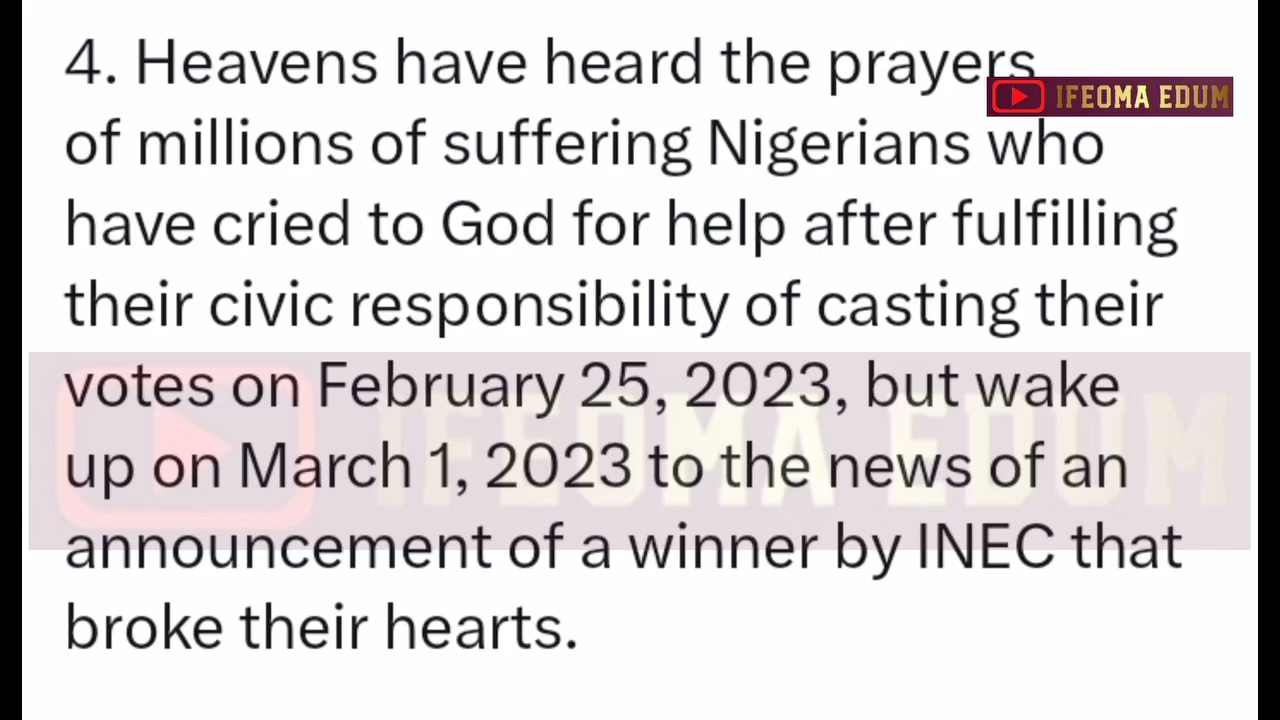 4. Heavens have heard the prayers
IFEOMA EDUM
of millions of suffering Nigerians who
have cried to God for help after fulfilling
their civic responsibility of casting their
votes on February 25, 2023, but wake
up on March 1, 2023 to the news of an
IFEOMA EDUM
announcement of a winner by INEC that
broke their hearts.